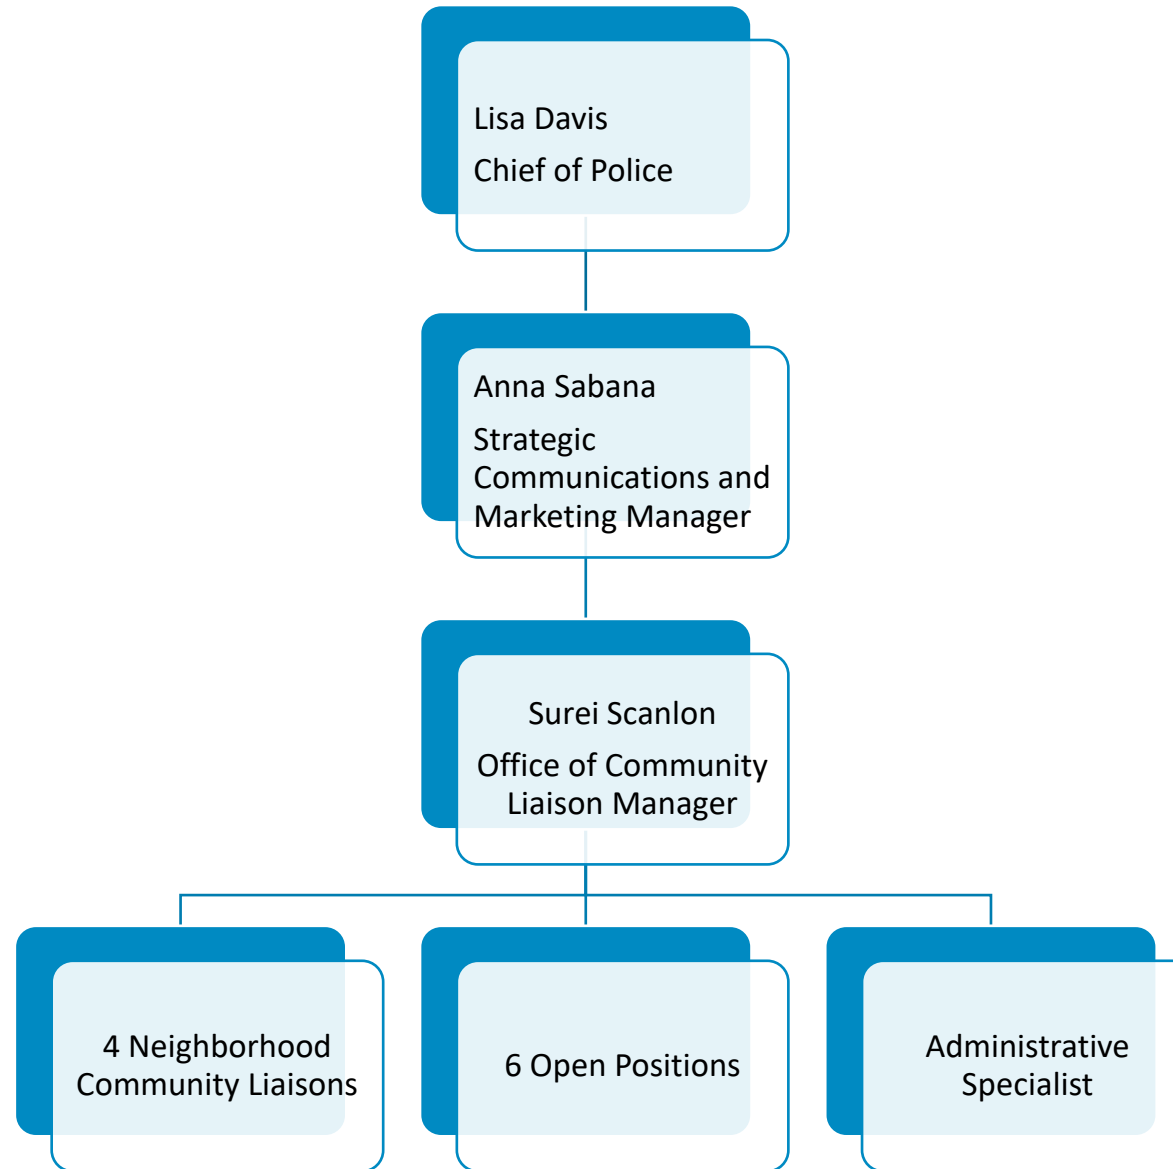 Lisa Davis
Chief of Police
Anna Sabana
Strategic
Communications and
Marketing Manager
Surei Scanlon
Office of Community
Liaison Manager
4 Neighborhood
Community Liaisons
6 Open Positions
Administrative
Specialist